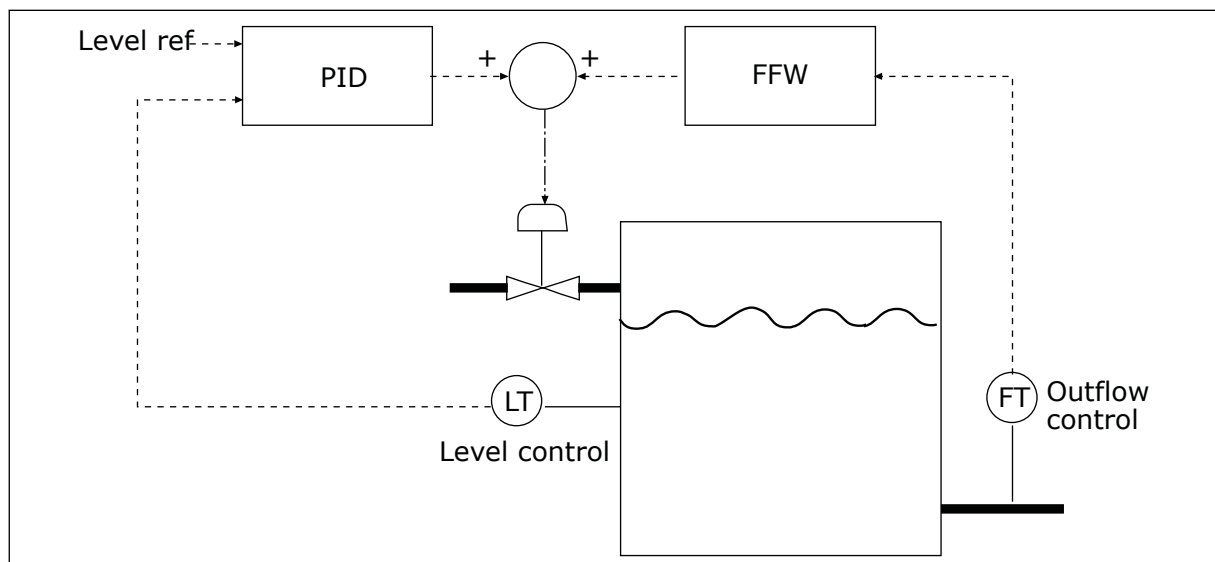 Level ref
PID
+
+
FFW
LT
Level control
FT
Outflow
control